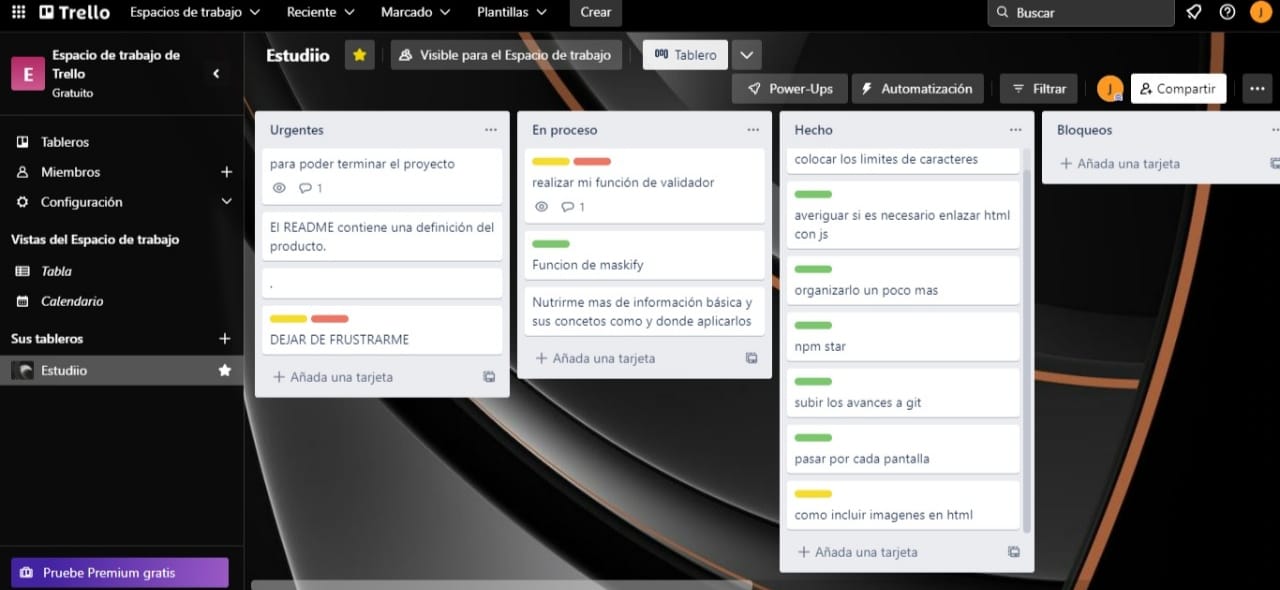 Trello
Espacios de trabajo
Reciente
Marcado
Plantillas
Crear
Buscar
J
E
Espacio de trabajo de
Trello
Gratuito
Tableros
Miembros
Configuración
Vistas del Espacio de trabajo
Tabla
Calendario
Sus tableros
Estudiio
Pruebe Premium gratis
Estudiio
Visible para el Espacio de trabajo
Tablero
Power-Ups
Automatización
Filtrar
J
Compartir
Urgentes
para poder terminar el proyecto
1
El README contiene una definición del
producto.
.
DEJAR DE FRUSTRARME
+ Añada una tarjeta
En proceso
realizar mi función de validador
1
Funcion de maskify
Nutrirme mas de información básica y
sus concetos como y donde aplicarlos
+ Añada una tarjeta
Hecho
colocar los limites de caracteres
averiguar si es necesario enlazar html
con js
organizarlo un poco mas
npm star
subir los avances a git
pasar por cada pantalla
como incluir imagenes en html
+ Añada una tarjeta
Bloqueos
+ Añada una tarjeta